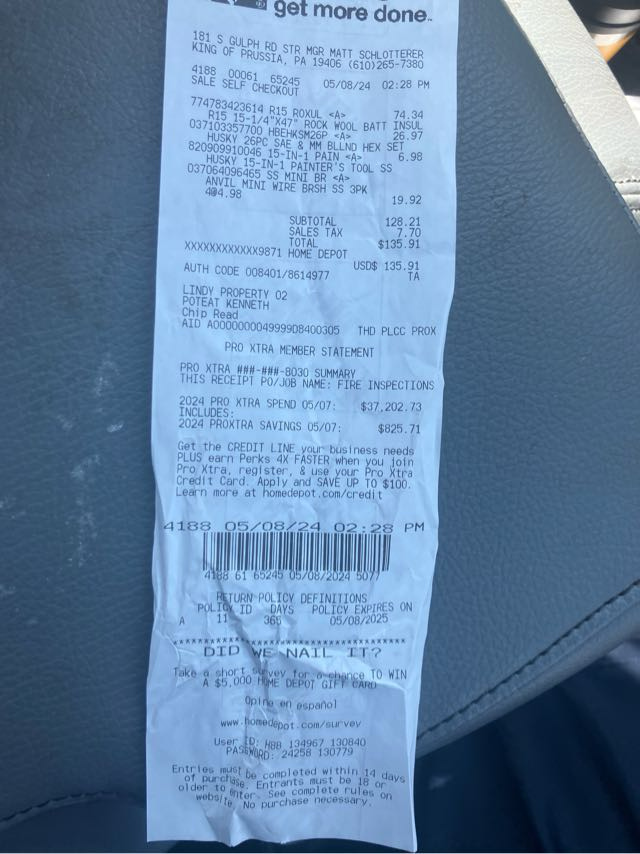 get more done.
181 S GULPH RD STR MGR MATT SCHLOTTERER
KING OF PRUSSIA, PA 19406 (610)265-7380
4188 00061 65245 05/08/24 02:28 PM
SALE SELF CHECKOUT
774783423614 R15 ROXUL <A> 74.34
R15 15-1/4"X47" ROCK WOOL BATT INSUL
037103357700 HBEHKSM26P <A> 26.97
HUSKY 26PC SAE & MM BLLND HEX SET
820909910046 15-IN-1 PAIN <A> 6.98
HUSKY 15-IN-1 PAINTER'S TOOL SS
037064096465 SS MINI BR <A>
ANVIL MINI WIRE BRSH SS 3PK
4@4.98 19.92
SUBTOTAL 128.21
SALES TAX 7.70
TOTAL $135.91
XXXXXXXXXXXX9871 HOME DEPOT
USD$ 135.91
AUTH CODE 008401/8614977 TA
LINDY PROPERTY 02
POTEAT KENNETH
Chip Read
AID A0000000049999D8400305 THD PLCC PROX
PRO XTRA MEMBER STATEMENT
PRO XTRA ###-###-8030 SUMMARY
THIS RECEIPT PO/JOB NAME: FIRE INSPECTIONS
2024 PRO XTRA SPEND 05/07: $37,202.73
INCLUDES:
2024 PROXTRA SAVINGS 05/07: $825.71
Get the CREDIT LINE your business needs
PLUS earn Perks 4X FASTER when you join
Pro Xtra, register, & use your Pro Xtra
Credit Card. Apply and SAVE UP TO $100.
Learn more at homedepot.com/credit
4188 05/08/24 02:28 PM
4188 61 65245 05/08/2024 5077
RETURN POLICY DEFINITIONS
POLICY ID DAYS POLICY EXPIRES ON
A 11 365 05/08/2025
DID WE NAIL IT?
Take a short survey for a chance TO WIN
A $5,000 HOME DEPOT GIFT CARD
Opine en español
www.homedepot.com/survey
User ID: H88 134967 130840
PASSWORD: 24258 130779
Entries must be completed within 14 days
of purchase. Entrants must be 18 or
older to enter. See complete rules on
website. No purchase necessary.